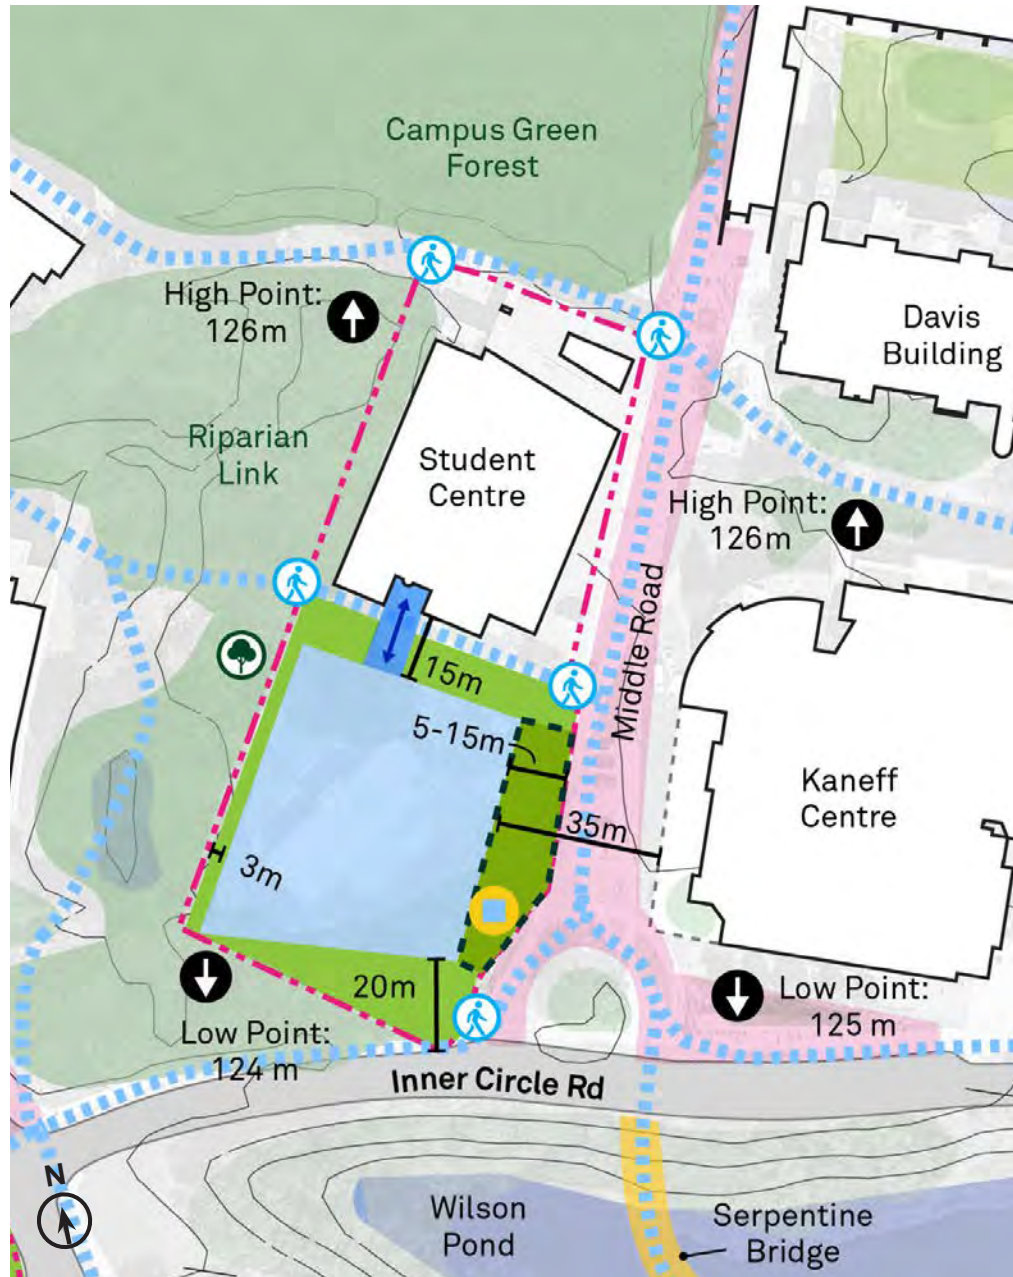 Campus Green
Forest
High Point:
126m
Davis
Building
Riparian
Link
Student
Centre
High Point:
126m
Middle Road
15m
5-15m
35m
Kaneff
Centre
3m
20m
Low Point:
124 m
Low Point:
125 m
Inner Circle Rd
N
Wilson
Pond
Serpentine
Bridge